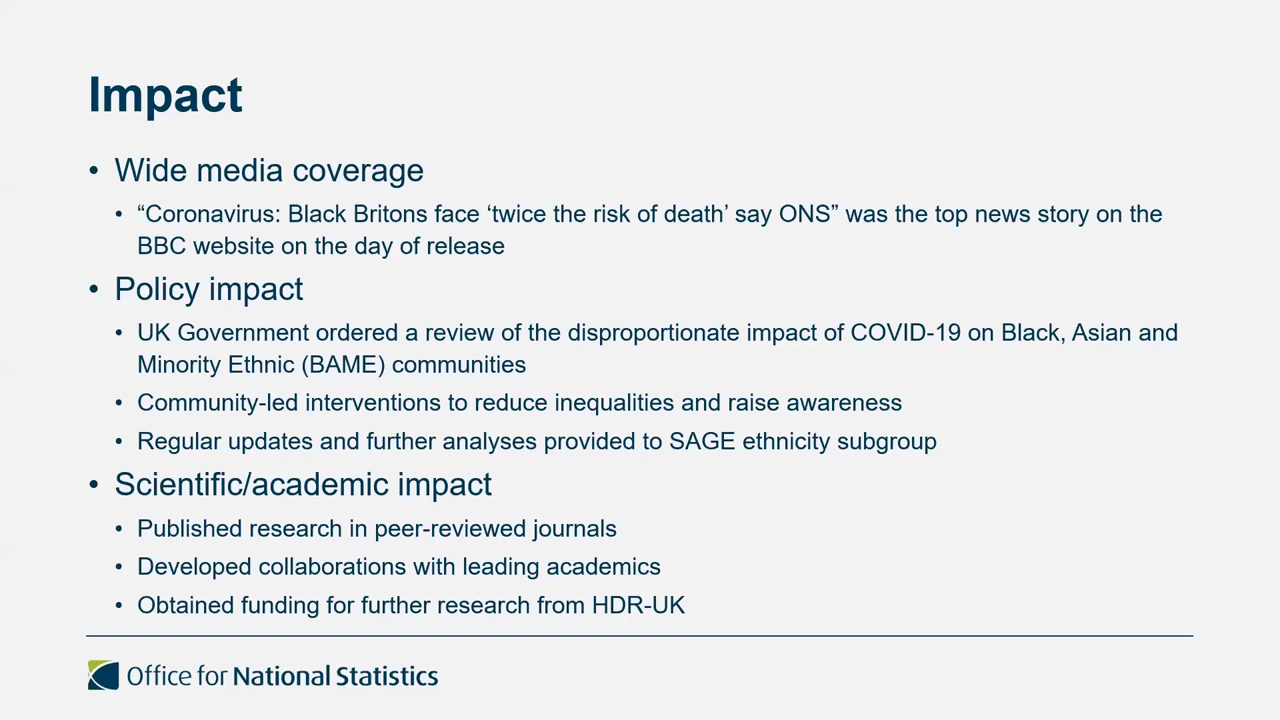 Impact
• Wide media coverage
• “Coronavirus: Black Britons face ‘twice the risk of death’ say ONS” was the top news story on the
BBC website on the day of release
• Policy impact
• UK Government ordered a review of the disproportionate impact of COVID-19 on Black, Asian and
Minority Ethnic (BAME) communities
• Community-led interventions to reduce inequalities and raise awareness
• Regular updates and further analyses provided to SAGE ethnicity subgroup
• Scientific/academic impact
• Published research in peer-reviewed journals
• Developed collaborations with leading academics
• Obtained funding for further research from HDR-UK
Office for National Statistics